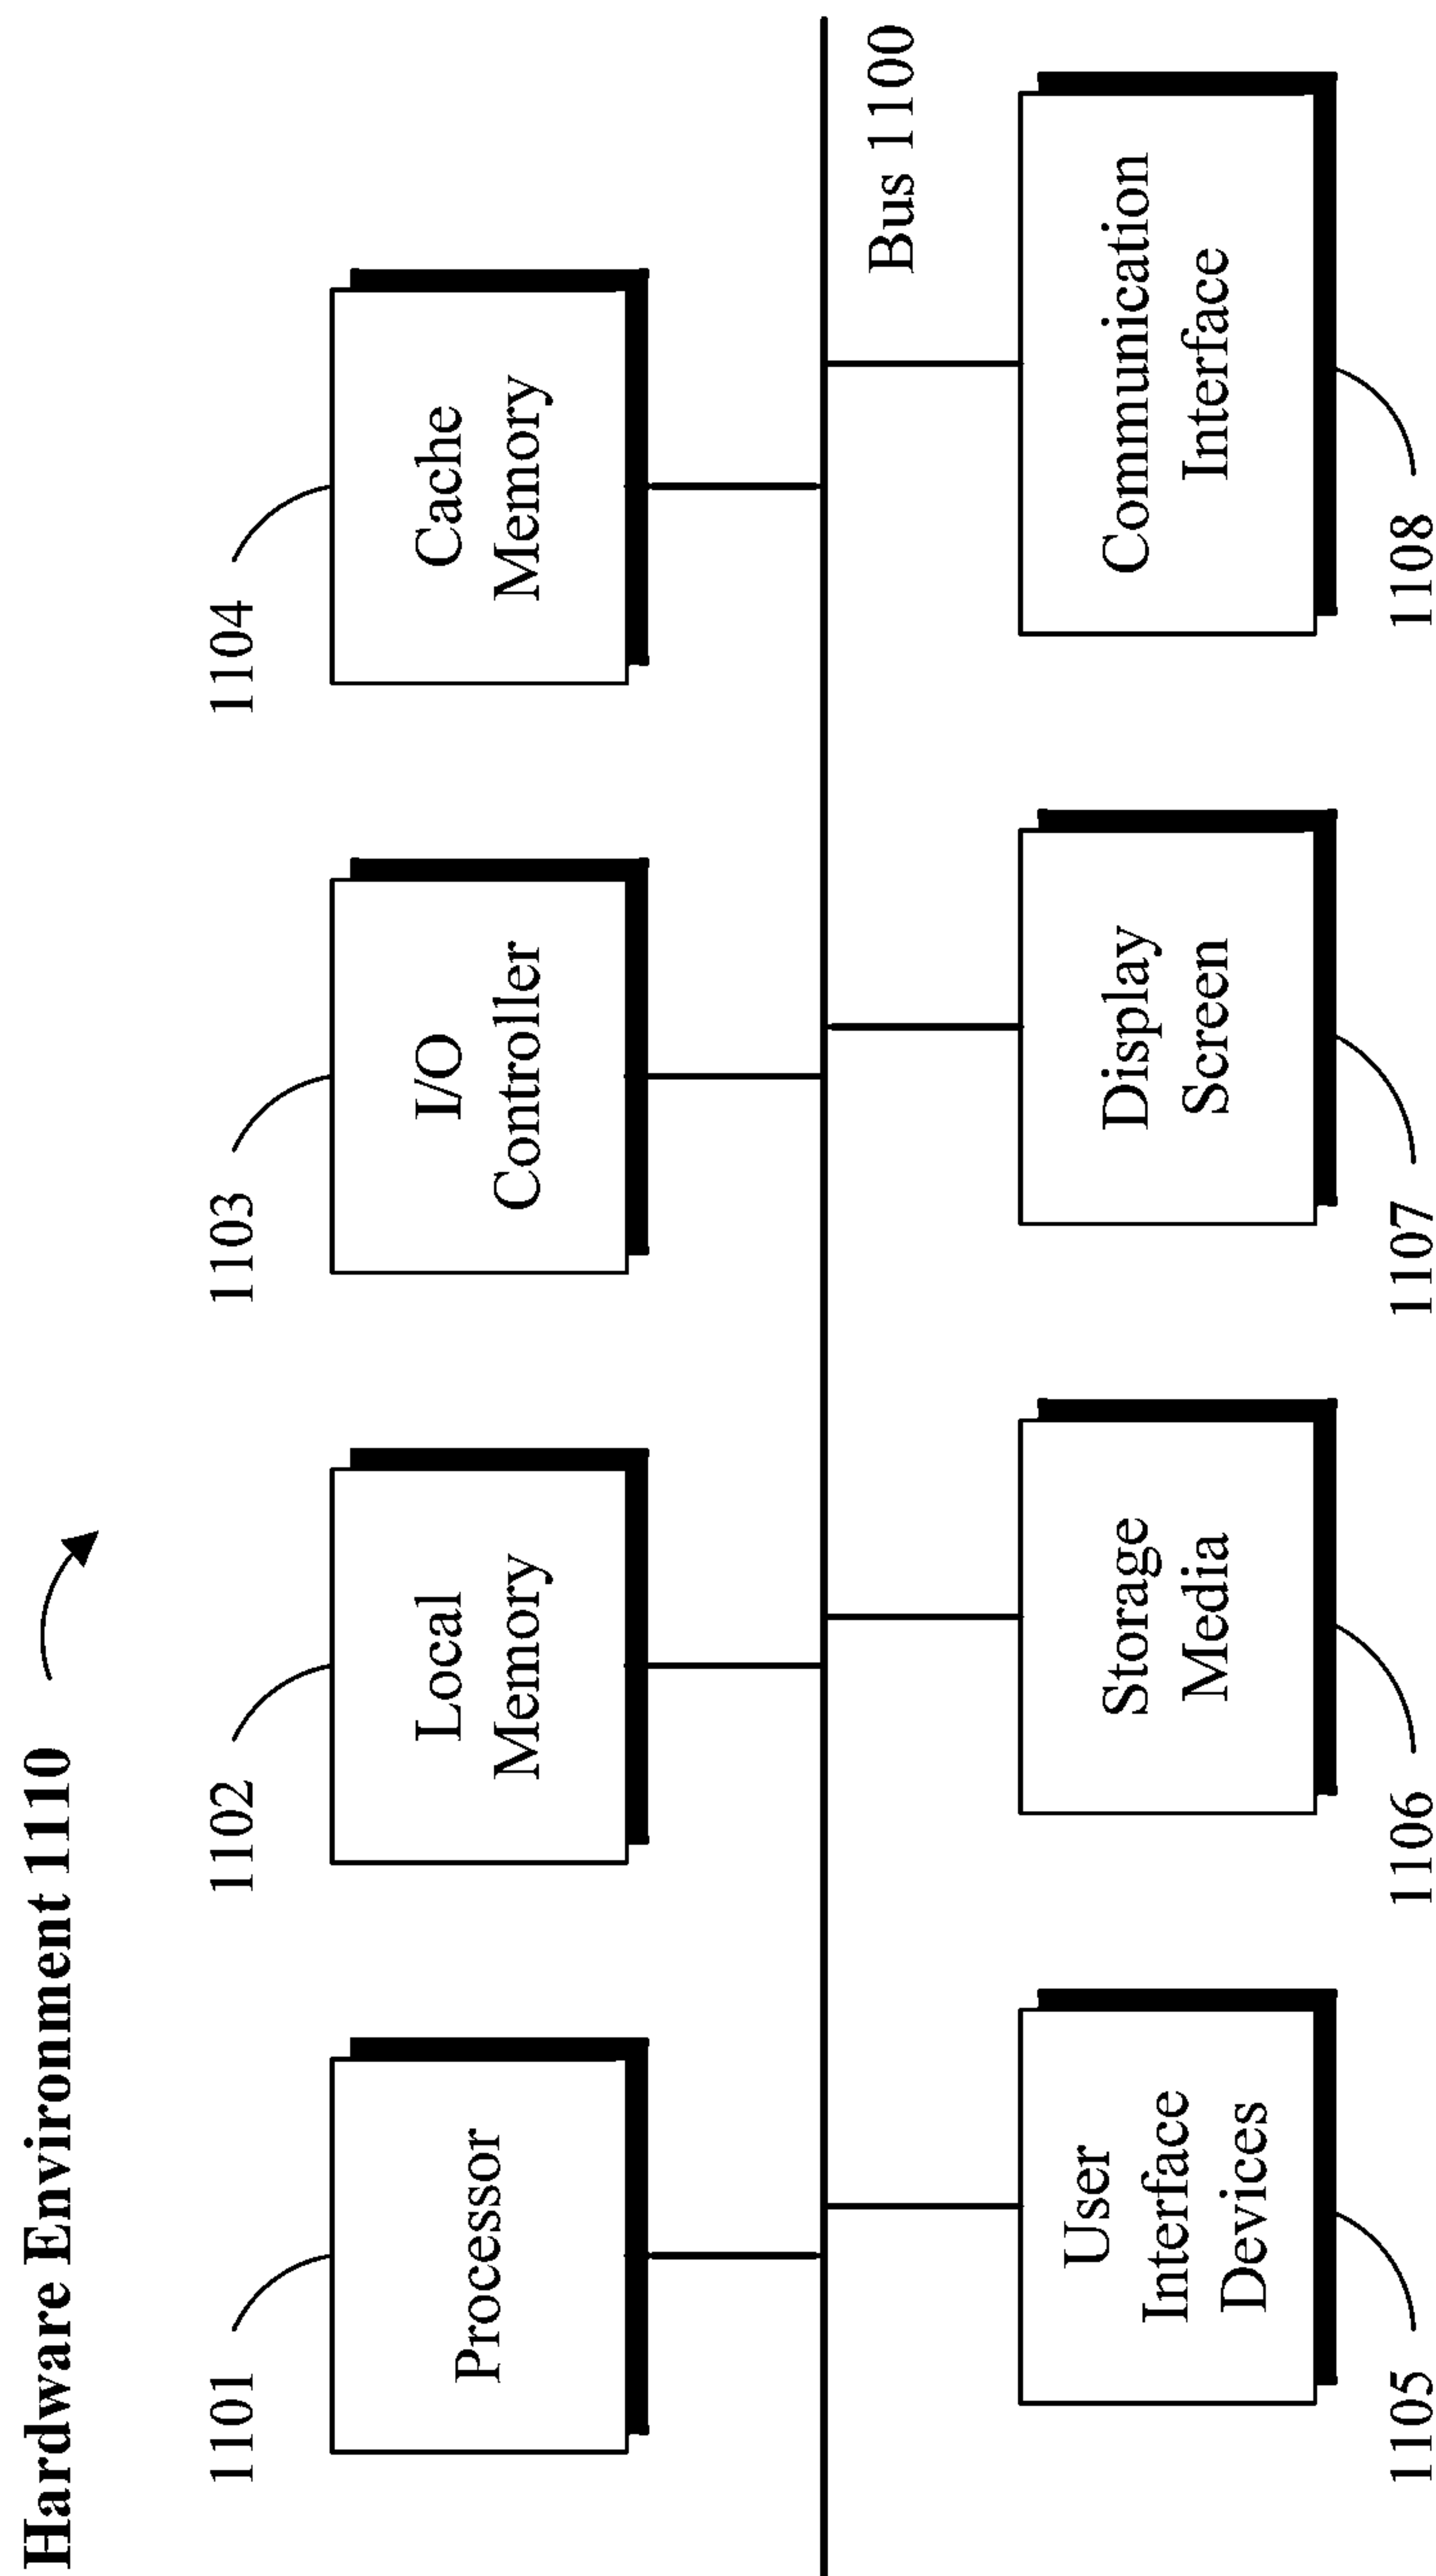 Hardware Environment 1110
1101
1102
1103
1104
Processor
Local
Memory
I/O
Controller
Cache
Memory
Bus 1100
User
Interface
Devices
Storage
Media
Display
Screen
Communication
Interface
1105
1106
1107
1108